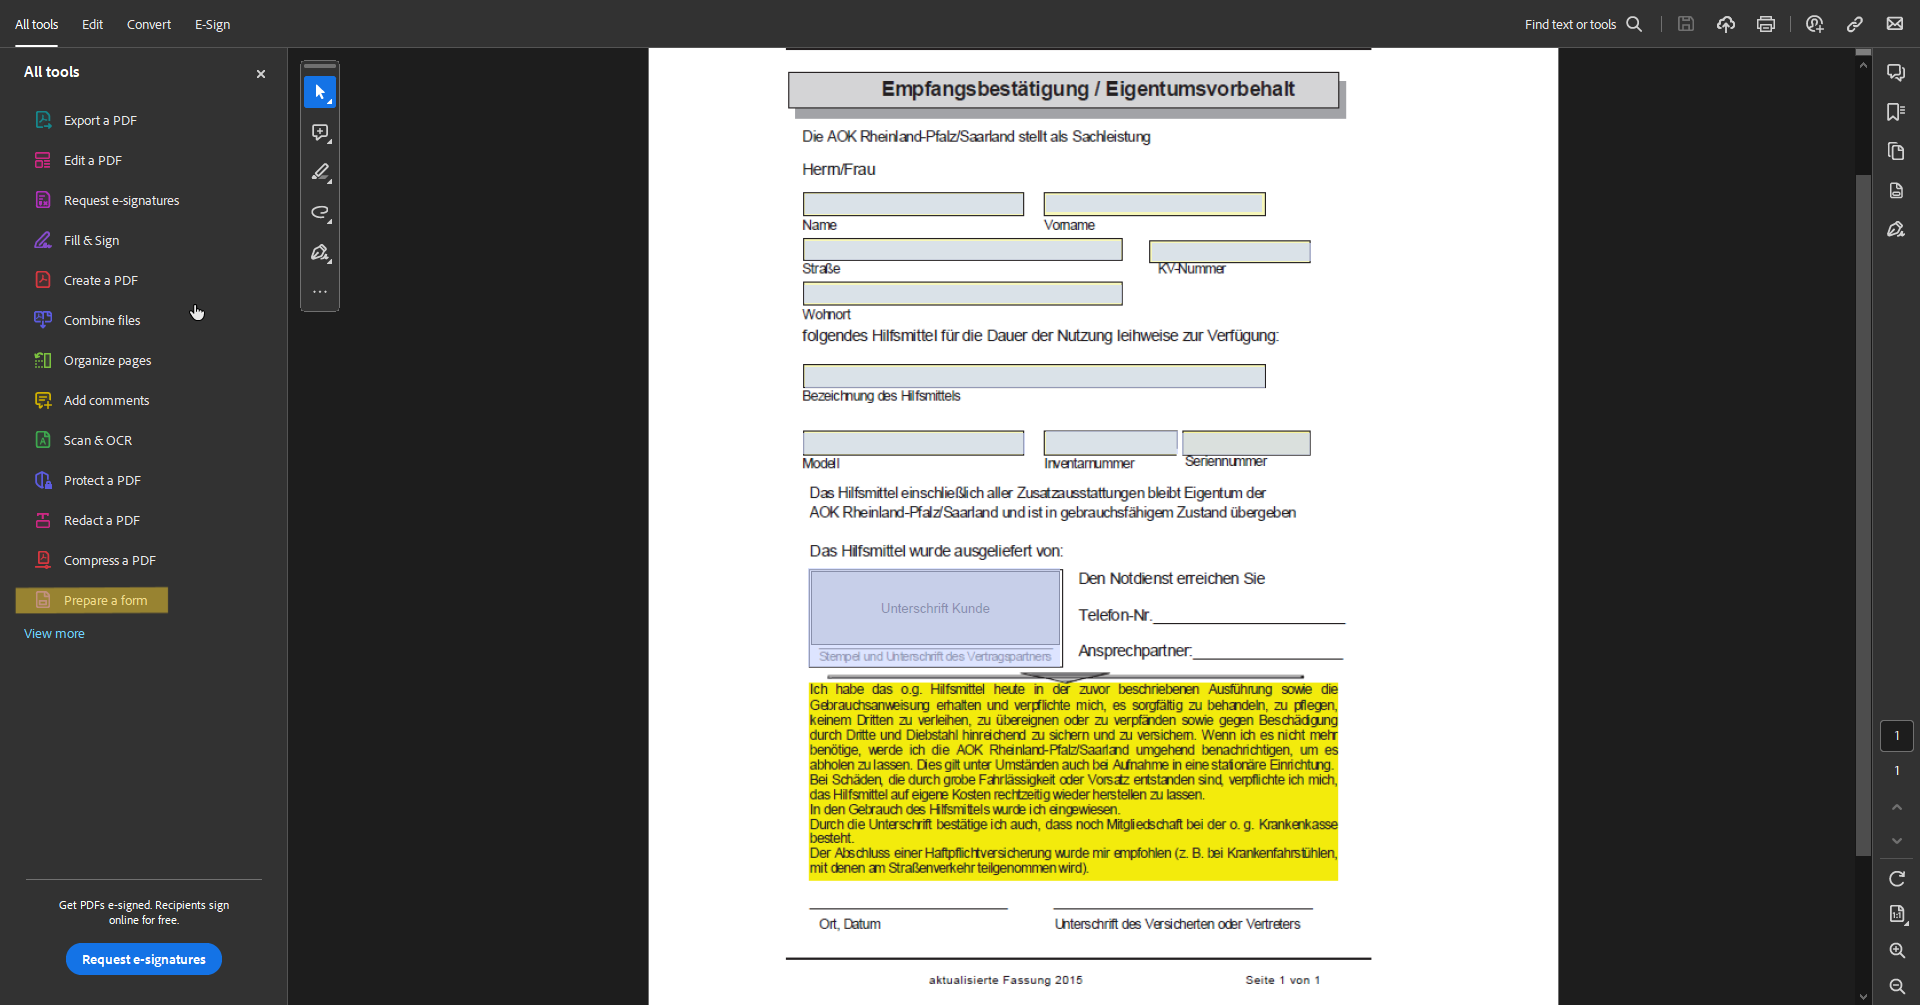 All tools
Edit
Convert
E-Sign
Find text or tools
All tools
Export a PDF
Edit a PDF
Request e-signatures
Fill & Sign
Create a PDF
Combine files
Organize pages
Add comments
Scan & OCR
Protect a PDF
Redact a PDF
Compress a PDF
Prepare a form
View more
Get PDFs e-signed. Recipients sign
online for free.
Request e-signatures
Empfangsbestätigung / Eigentumsvorbehalt
Die AOK Rheinland-Pfalz/Saarland stellt als Sachleistung
Herrn/Frau
Name
Vorname
Straße
KV-Nummer
Wohnort
folgendes Hilfsmittel für die Dauer der Nutzung leihweise zur Verfügung:
Bezeichnung des Hilfsmittels
Modell
Inventarnummer
Seriennummer
Das Hilfsmittel einschließlich aller Zusatzausstattungen bleibt Eigentum der
AOK Rheinland-Pfalz/Saarland und ist in gebrauchsfähigem Zustand übergeben
Das Hilfsmittel wurde ausgeliefert von:
Unterschrift Kunde
Stempel und Unterschrift des Vertragspartners
Den Notdienst erreichen Sie
Telefon-Nr.
Ansprechpartner:
Ich habe das o.g. Hilfsmittel heute in der zuvor beschriebenen Ausführung sowie die
Gebrauchsanweisung erhalten und verpflichte mich, es sorgfältig zu behandeln, zu pflegen,
keinem Dritten zu verleihen, zu übereignen oder zu verpfänden sowie gegen Beschädigung
durch Dritte und Diebstahl hinreichend zu sichern und zu versichern. Wenn ich es nicht mehr
benötige, werde ich die AOK Rheinland-Pfalz/Saarland umgehend benachrichtigen, um es
abholen zu lassen. Dies gilt unter Umständen auch bei Aufnahme in eine stationäre Einrichtung.
Bei Schäden, die durch grobe Fahrlässigkeit oder Vorsatz entstanden sind, verpflichte ich mich,
das Hilfsmittel auf eigene Kosten rechtzeitig wieder herstellen zu lassen.
In den Gebrauch des Hilfsmittels wurde ich eingewiesen.
Durch die Unterschrift bestätige ich auch, dass noch Mitgliedschaft bei der o. g. Krankenkasse
besteht.
Der Abschluss einer Haftpflichtversicherung wurde mir empfohlen (z. B. bei Krankenfahrstühlen,
mit denen am Straßenverkehr teilgenommen wird).
Ort, Datum
Unterschrift des Versicherten oder Vertreters
aktualisierte Fassung 2015
Seite 1 von 1
1
1
1:1